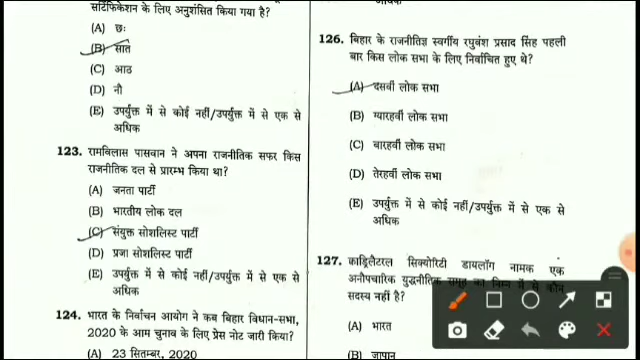 सर्टिफिकेशन के लिए अनुशंसित किया गया है?
(A) छः
(B) सात
(C) आठ
(D) नौ
(E) उपर्युक्त में से कोई नहीं/उपर्युक्त में से एक से
अधिक
123. रामबिलास पासवान ने अपना राजनीतिक सफर किस
राजनीतिक दल से प्रारम्भ किया था?
(A) जनता पार्टी
(B) भारतीय लोक दल
(C) संयुक्त सोशलिस्ट पार्टी
(D) प्रजा सोशलिस्ट पार्टी
(E) उपर्युक्त में से कोई नहीं/उपर्युक्त में से एक से
अधिक
124. भारत के निर्वाचन आयोग ने कब बिहार विधान-सभा,
2020 के आम चुनाव के लिए प्रेस नोट जारी किया?
(A) 23 सितम्बर, 2020
126. बिहार के राजनीतिज्ञ स्वर्गीय रघुबंश प्रसाद सिंह पहली
बार किस लोक सभा के लिए निर्वाचित हुए थे?
(A) दसवीं लोक सभा
(B) ग्यारहवीं लोक सभा
(C) बारहवीं लोक सभा
(D) तेरहवीं लोक सभा
(E) उपर्युक्त में से कोई नहीं/उपर्युक्त में से एक से
अधिक
127. क्वाड्रिलैटरल सिक्योरिटी डायलॉग नामक एक
अनौपचारिक युद्धनीतिक समूह का निम्न में से कौन
सदस्य नहीं है?
(A) भारत
(B) जापान